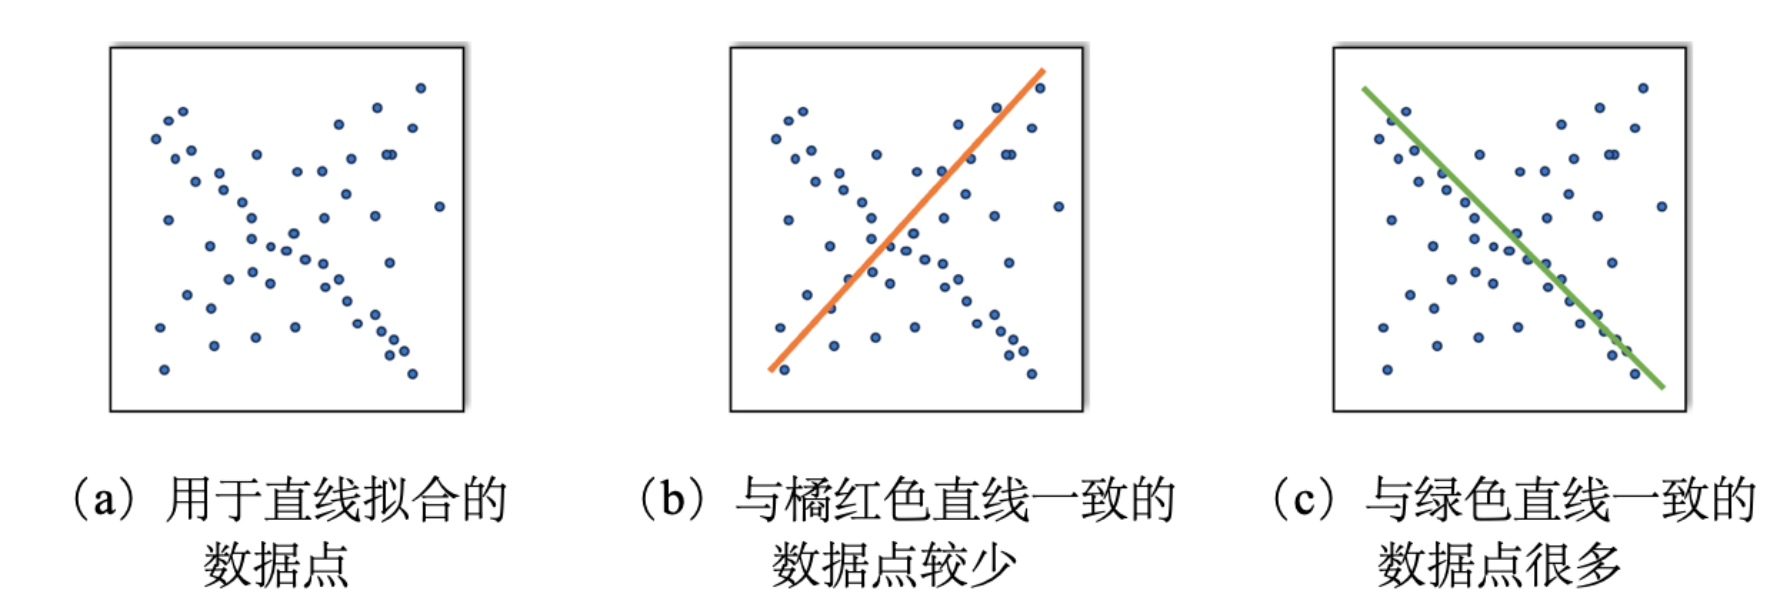 （a）用于直线拟合的
数据点
（b）与橘红色直线一致的
数据点较少
（c）与绿色直线一致的
数据点很多